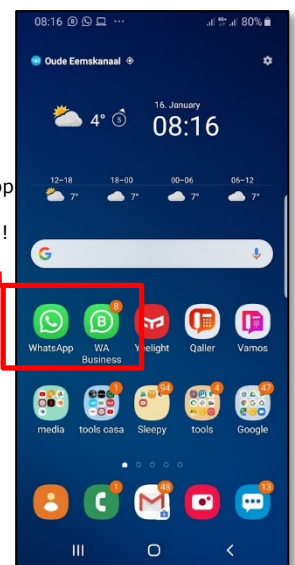 08:16 80%
Oude Eemskanaal
4° 5 16. January
08:16
12-18 18-00 00-06 06-12
7° 7° 7° 7°
op
!
G
8
WhatsApp WA Business Yeelight Qaller Vamos
1 94 4 47
media tools casa Sleepy tools Google
1 48 13